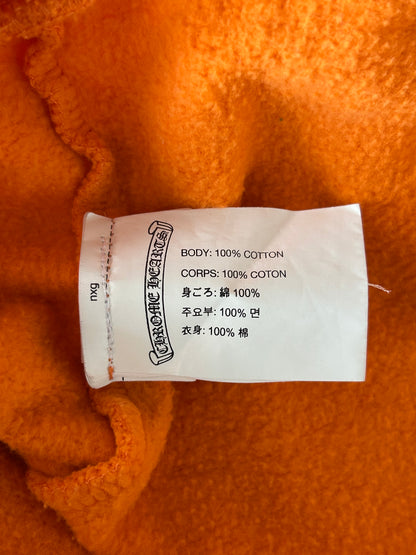 nxg
CHROME HEARTS
BODY: 100% COTTON
CORPS: 100% COTON
身ごろ: 綿 100%
주요부: 100% 면
衣身: 100% 棉